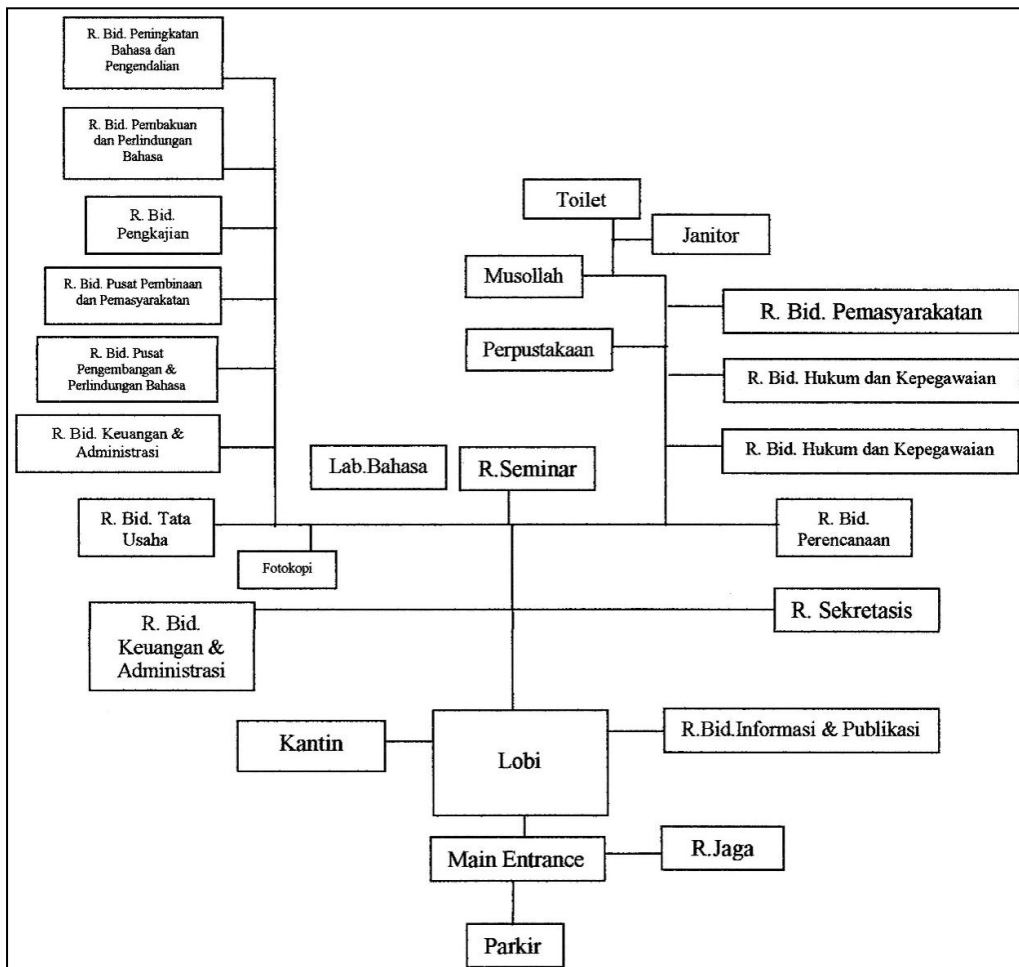 R. Bid. Peningkatan
Bahasa dan
Pengendalian
R. Bid. Pembakuan
dan Perlindungan
Bahasa
R. Bid.
Pengkajian
R. Bid. Pusat Pembinaan
dan Pemasyarakatan
R. Bid. Pusat
Pengembangan &
Perlindungan Bahasa
R. Bid. Keuangan &
Administrasi
R. Bid. Tata
Usaha
Fotokopi
Lab.Bahasa
R.Seminar
Toilet
Janitor
Musollah
Perpustakaan
R. Bid. Pemasyarakatan
R. Bid. Hukum dan Kepegawaian
R. Bid. Hukum dan Kepegawaian
R. Bid.
Perencanaan
R. Bid.
Keuangan &
Administrasi
R. Sekretasis
Kantin
Lobi
R.Bid.Informasi & Publikasi
Main Entrance
R.Jaga
Parkir